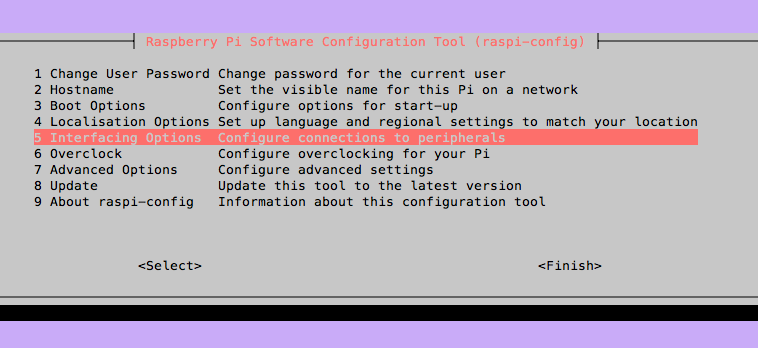 Raspberry Pi Software Configuration Tool (raspi-config)
1 Change User Password Change password for the current user
2 Hostname Set the visible name for this Pi on a network
3 Boot Options Configure options for start-up
4 Localisation Options Set up language and regional settings to match your location
5 Interfacing Options Configure connections to peripherals
6 Overclock Configure overclocking for your Pi
7 Advanced Options Configure advanced settings
8 Update Update this tool to the latest version
9 About raspi-config Information about this configuration tool
<Select> <Finish>